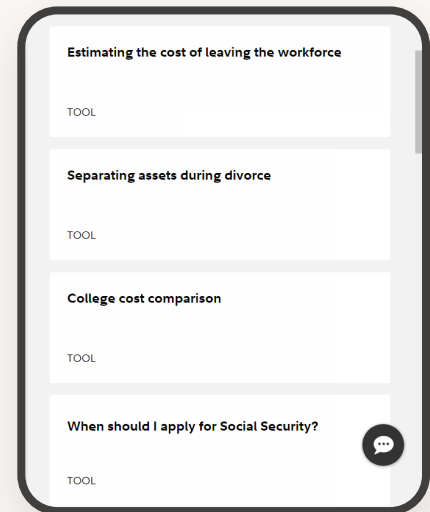 Estimating the cost of leaving the workforce
TOOL
Separating assets during divorce
TOOL
College cost comparison
TOOL
When should I apply for Social Security?
TOOL